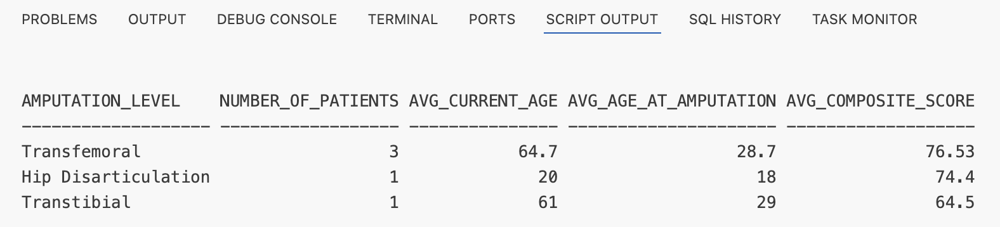 PROBLEMS OUTPUT DEBUG CONSOLE TERMINAL PORTS SCRIPT OUTPUT SQL HISTORY TASK MONITOR
AMPUTATION_LEVEL NUMBER_OF_PATIENTS AVG_CURRENT_AGE AVG_AGE_AT_AMPUTATION AVG_COMPOSITE_SCORE
------------------- ------------------ --------------- --------------------- -------------------
Transfemoral 3 64.7 28.7 76.53
Hip Disarticulation 1 20 18 74.4
Transtibial 1 61 29 64.5